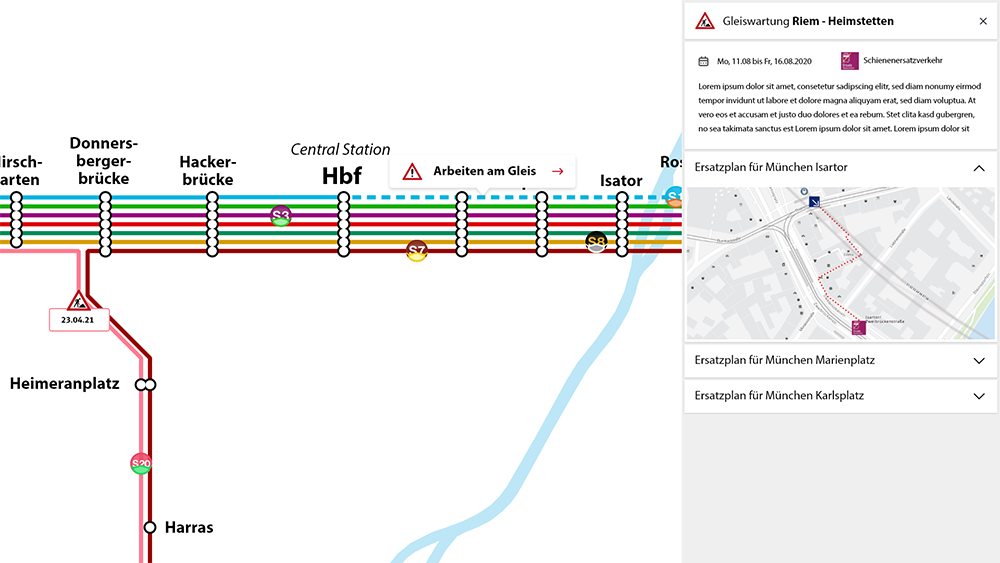 irsch-
arten
Donners-
berger-
brücke
Hacker-
brücke
Central Station
Hbf
Arbeiten am Gleis
Isator
Ros
S1
S3
S7
S8
23.04.21
Heimeranplatz
S20
Harras
Gleiswartung Riem - Heimstetten
Mo, 11.08 bis Fr, 16.08.2020
Schienenersatzverkehr
Lorem ipsum dolor sit amet, consetetur sadipscing elitr, sed diam nonumy eirmod
tempor invidunt ut labore et dolore magna aliquyam erat, sed diam voluptua. At
vero eos et accusam et justo duo dolores et ea rebum. Stet clita kasd gubergren,
no sea takimata sanctus est Lorem ipsum dolor sit amet. Lorem ipsum dolor sit
Ersatzplan für München Isartor
Ersatzplan für München Marienplatz
Ersatzplan für München Karlsplatz